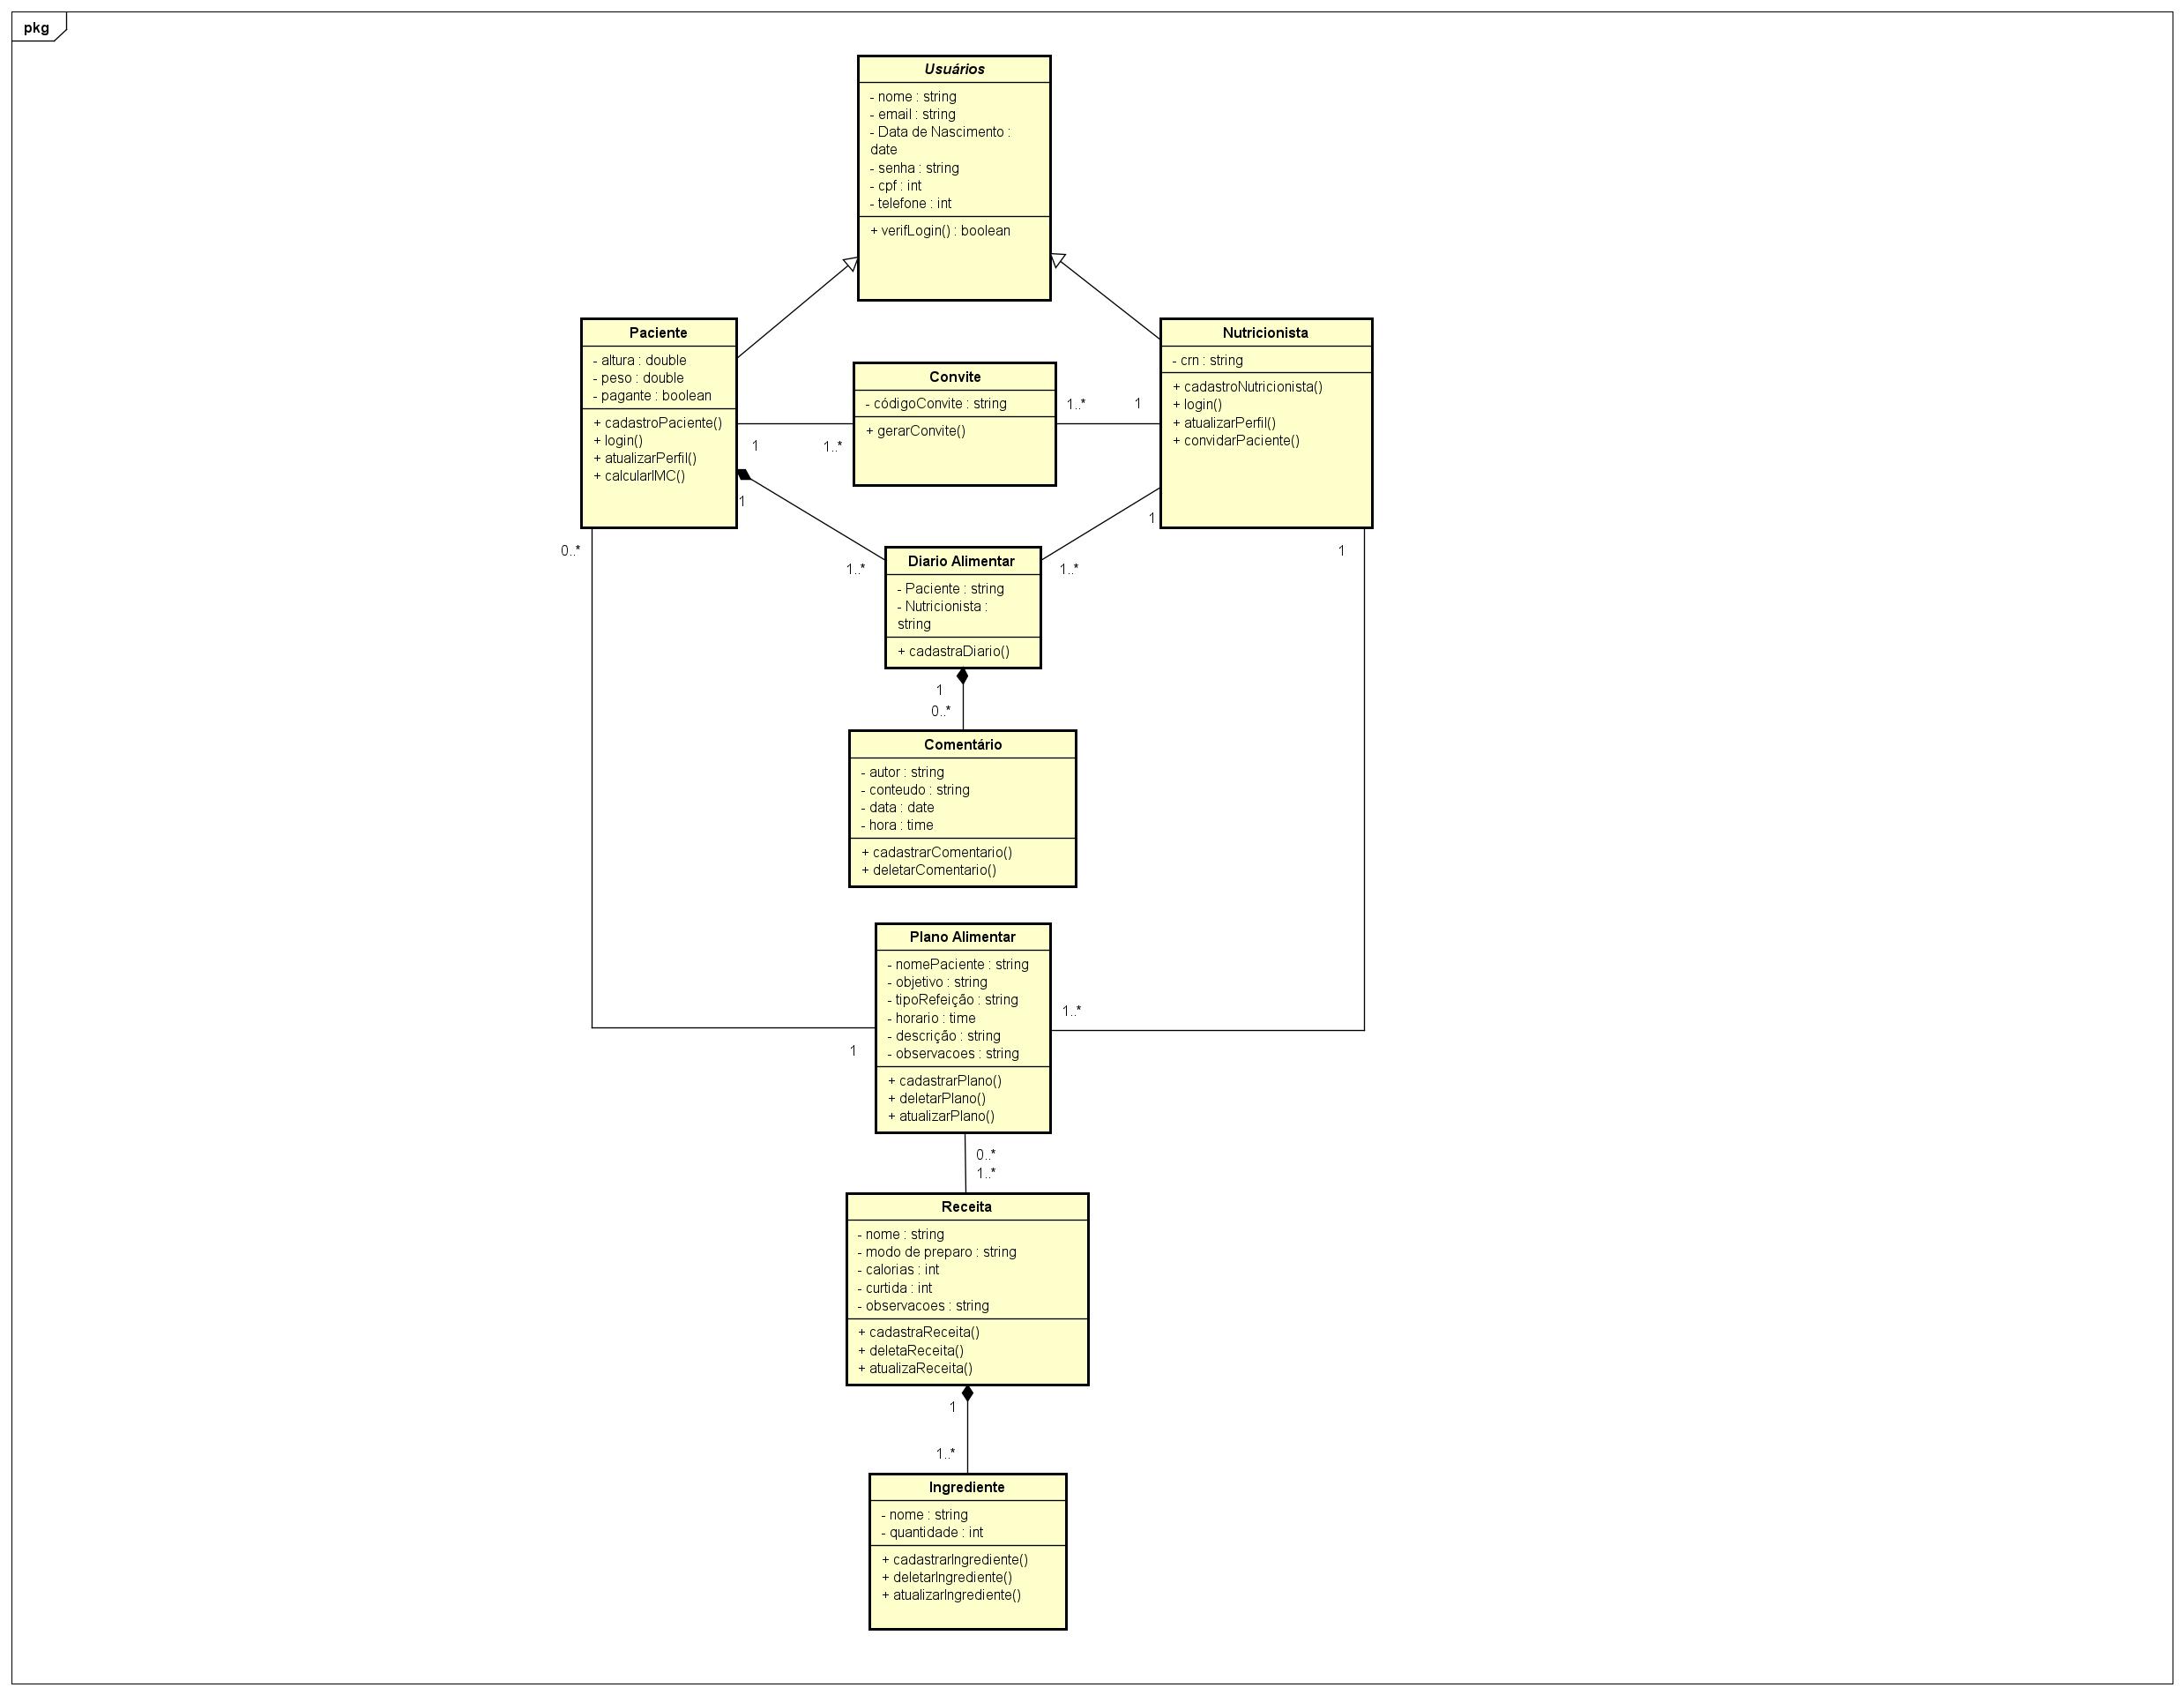 pkg
Usuários
- nome : string
- email : string
- Data de Nascimento :
date
- senha : string
- cpf : int
- telefone : int
+ verifLogin() : boolean
Paciente
- altura : double
- peso : double
- pagante : boolean
+ cadastroPaciente()
+ login()
+ atualizarPerfil()
+ calcularIMC()
Convite
- códigoConvite : string
+ gerarConvite()
Nutricionista
- crn : string
+ cadastroNutricionista()
+ login()
+ atualizarPerfil()
+ convidarPaciente()
1..*
1
1
1..*
1
1
0..*
1
1..*
1..*
Diario Alimentar
- Paciente : string
- Nutricionista :
string
+ cadastraDiario()
1
0..*
Comentário
- autor : string
- conteudo : string
- data : date
- hora : time
+ cadastrarComentario()
+ deletarComentario()
Plano Alimentar
- nomePaciente : string
- objetivo : string
- tipoRefeição : string
- horario : time
- descrição : string
- observacoes : string
+ cadastrarPlano()
+ deletarPlano()
+ atualizarPlano()
1..*
1
0..*
1..*
Receita
- nome : string
- modo de preparo : string
- calorias : int
- curtida : int
- observacoes : string
+ cadastraReceita()
+ deletaReceita()
+ atualizaReceita()
1
1..*
Ingrediente
- nome : string
- quantidade : int
+ cadastrarIngrediente()
+ deletarIngrediente()
+ atualizarIngrediente()